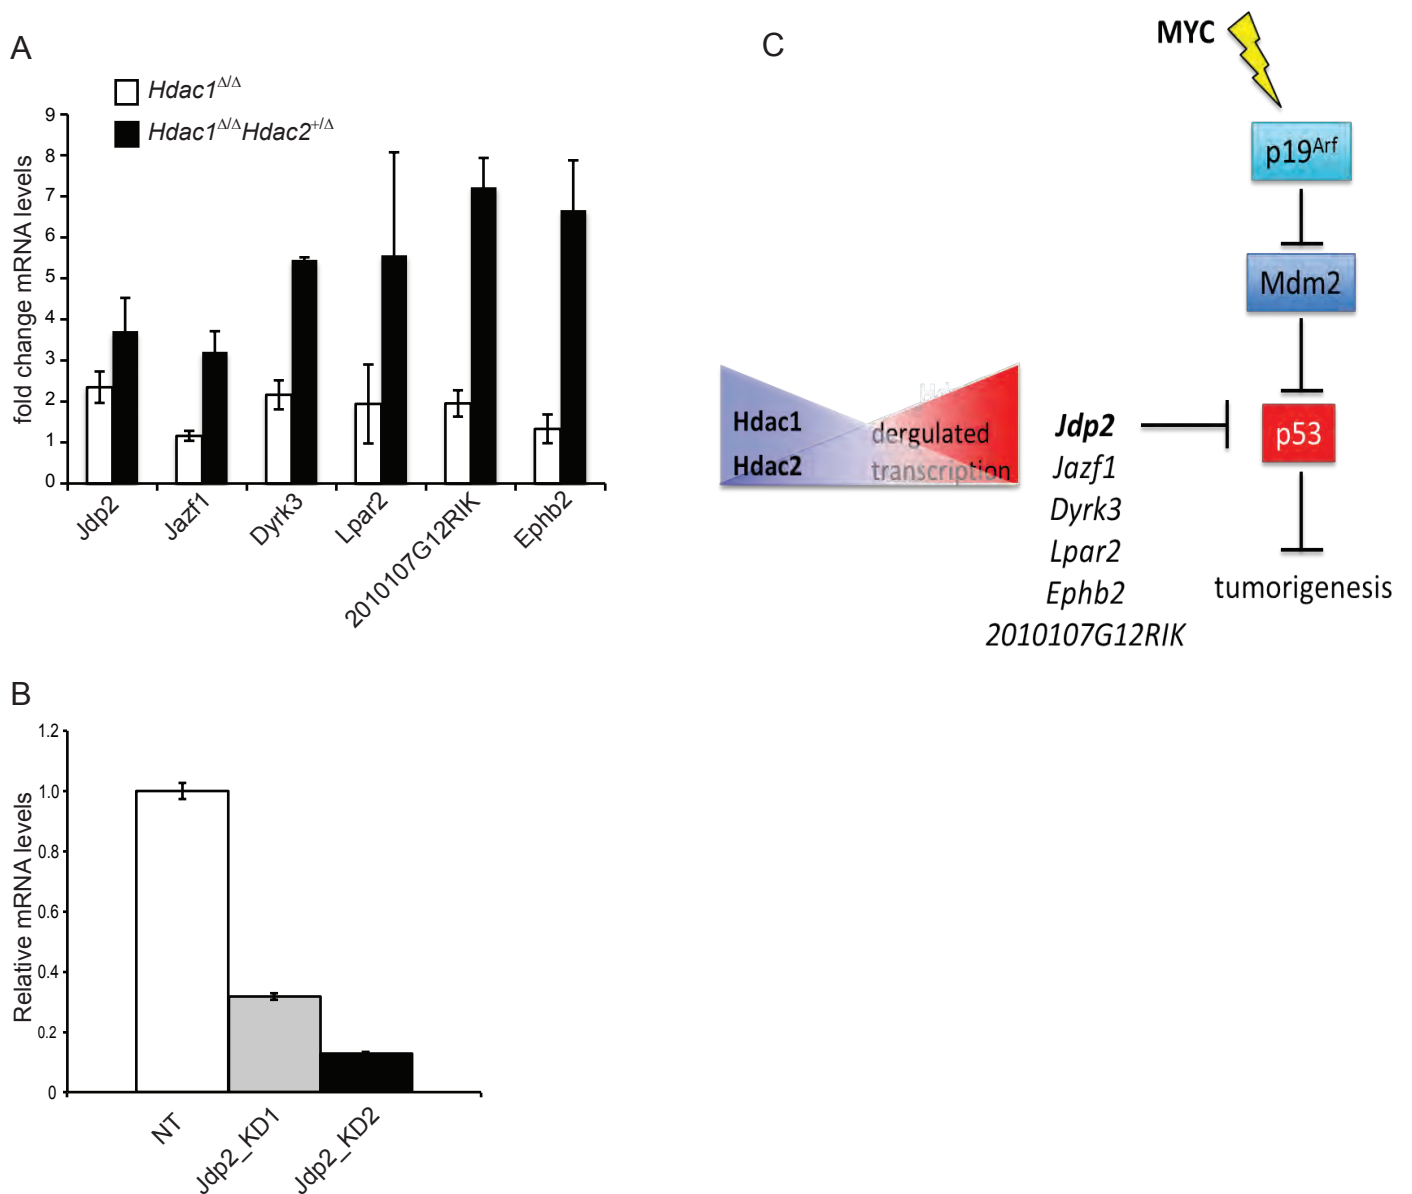 A
Hdac1Δ/Δ
Hdac1Δ/ΔHdac2+/Δ
fold change mRNA levels
9
8
7
6
5
4
3
2
1
0
Jdp2
Jazf1
Dyrk3
Lpar2
2010107G12RIK
Ephb2
B
Relative mRNA levels
1.2
1.0
0.8
0.6
0.4
0.2
0
NT
Jdp2_KD1
Jdp2_KD2
C
MYC
p19Arf
Mdm2
p53
tumorigenesis
Hdac1
Hdac2
dergulated
transcription
Jdp2
Jazf1
Dyrk3
Lpar2
Ephb2
2010107G12RIK